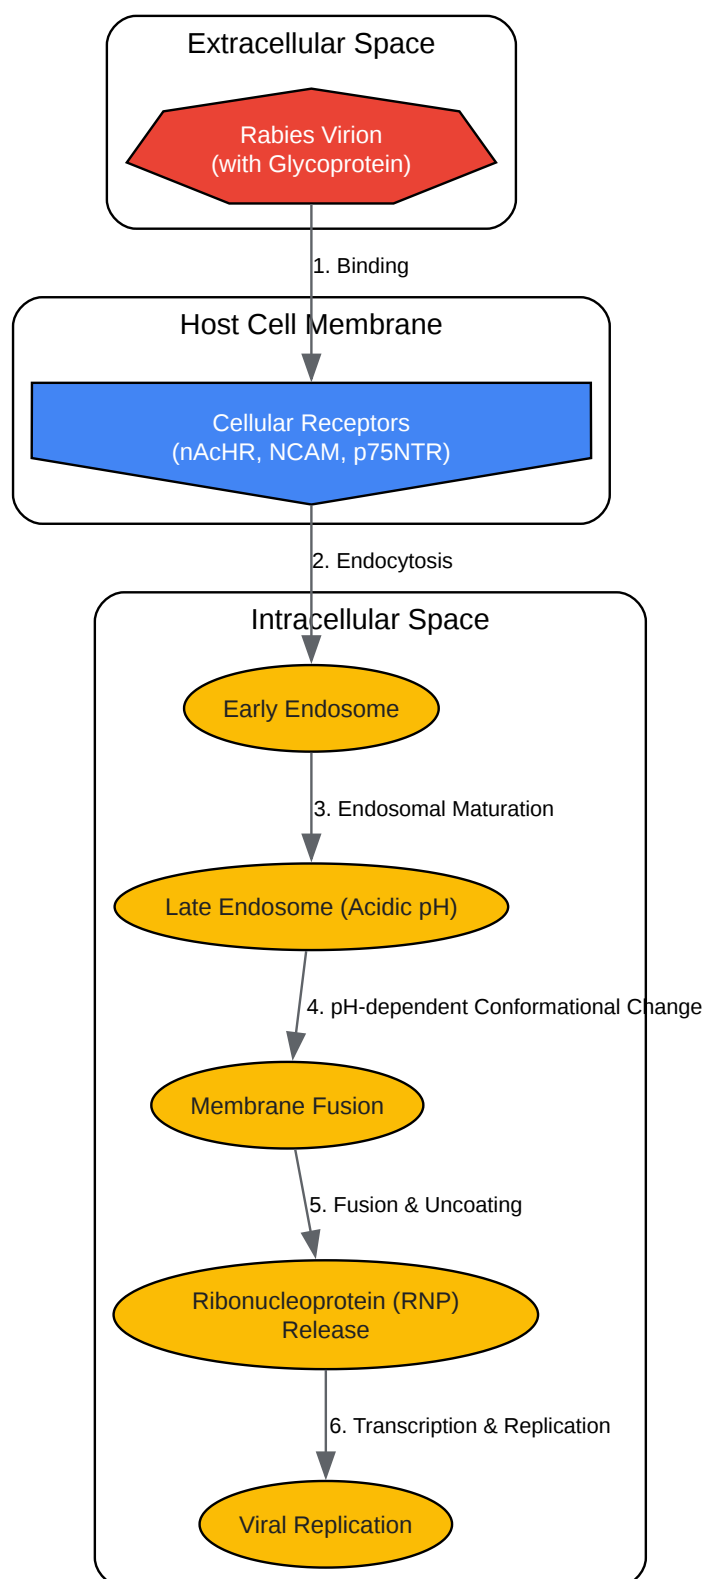 Extracellular Space
Rabies Virion
(with Glycoprotein)
1. Binding
Host Cell Membrane
Cellular Receptors
(nAcHR, NCAM, p75NTR)
2. Endocytosis
Intracellular Space
Early Endosome
3. Endosomal Maturation
Late Endosome (Acidic pH)
4. pH-dependent Conformational Change
Membrane Fusion
5. Fusion & Uncoating
Ribonucleoprotein (RNP)
Release
6. Transcription & Replication
Viral Replication